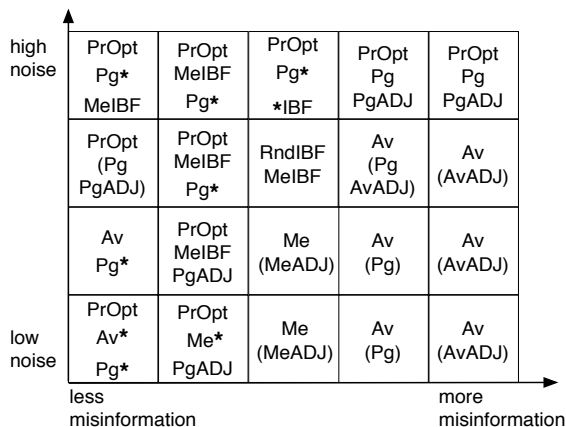 high
noise
PrOpt
Pg*
MeIBF
PrOpt
MeIBF
Pg*
PrOpt
Pg*
*IBF
PrOpt
Pg
PgADJ
PrOpt
Pg
PgADJ
PrOpt
(Pg
PgADJ)
PrOpt
MeIBF
Pg*
RndIBF
MeIBF
Av
(Pg
AvADJ)
Av
(AvADJ)
Av
Pg*
PrOpt
MeIBF
PgADJ
Me
(MeADJ)
Av
(Pg)
Av
(AvADJ)
low
noise
PrOpt
Av*
Pg*
PrOpt
Me*
PgADJ
Me
(MeADJ)
Av
(Pg)
Av
(AvADJ)
less
misinformation
more
misinformation